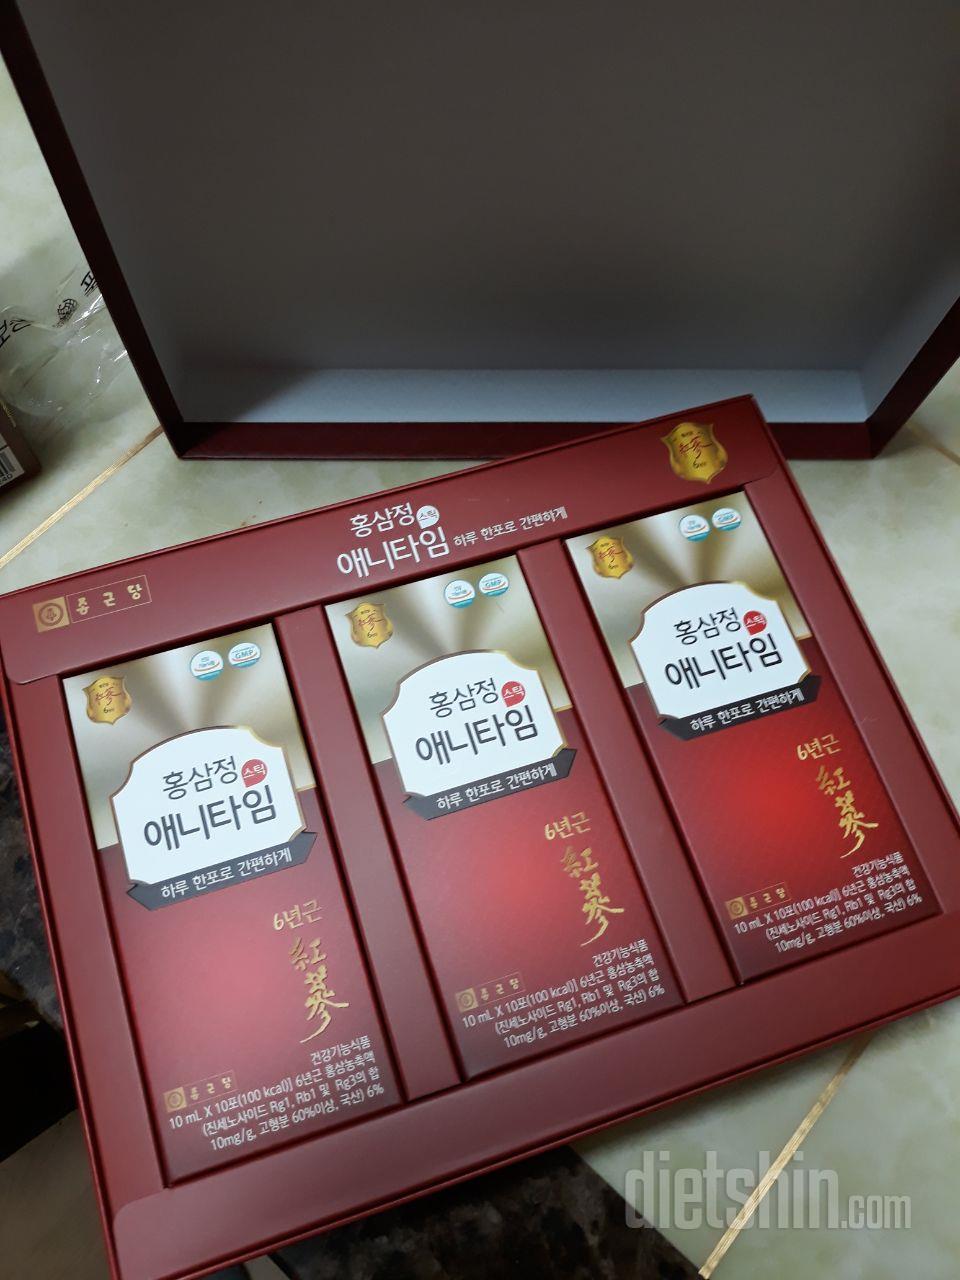 홍삼정 스틱
애니타임 하루 한포로 간편하게
종근당
6년근
GMP
홍삼정 스틱
애니타임
하루 한포로 간편하게
6년근
紅蔘
건강기능식품
종근당
10 mL X 10포(100 kcal)] 6년근 홍삼농축액
(진세노사이드 Rg1, Rb1 및 Rg3의 합
10mg/g, 고형분 60%이상, 국산) 6%
GMP
홍삼정 스틱
애니타임
하루 한포로 간편하게
6년근
紅蔘
건강기능식품
종근당
10 mL X 10포(100 kcal)] 6년근 홍삼농축액
(진세노사이드 Rg1, Rb1 및 Rg3의 합
10mg/g, 고형분 60%이상, 국산) 6%
GMP
홍삼정 스틱
애니타임
하루 한포로 간편하게
6년근
紅蔘
건강기능식품
종근당
10 mL X 10포(100 kcal)] 6년근 홍삼농축액
(진세노사이드 Rg1, Rb1 및 Rg3의 합
10mg/g, 고형분 60%이상, 국산) 6%
dietshin.com